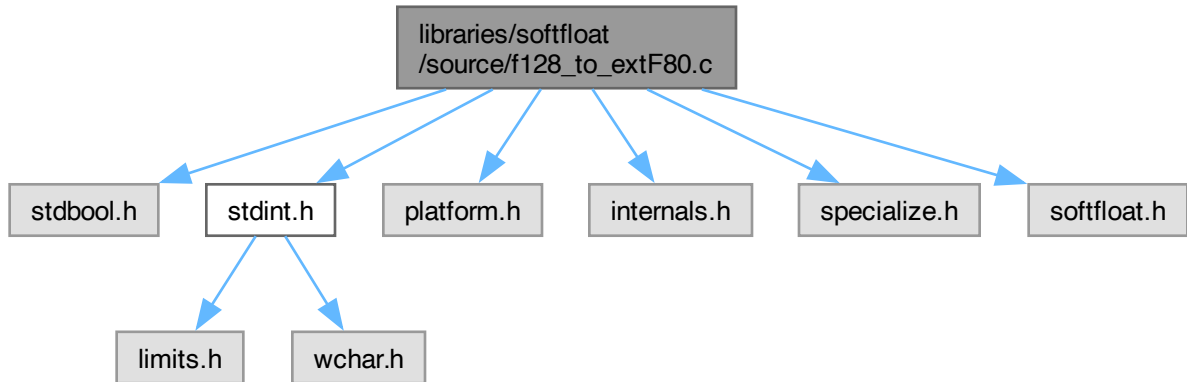 libraries/softfloat
/source/f128_to_extF80.c
stdbool.h
stdint.h
platform.h
internals.h
specialize.h
softfloat.h
limits.h
wchar.h